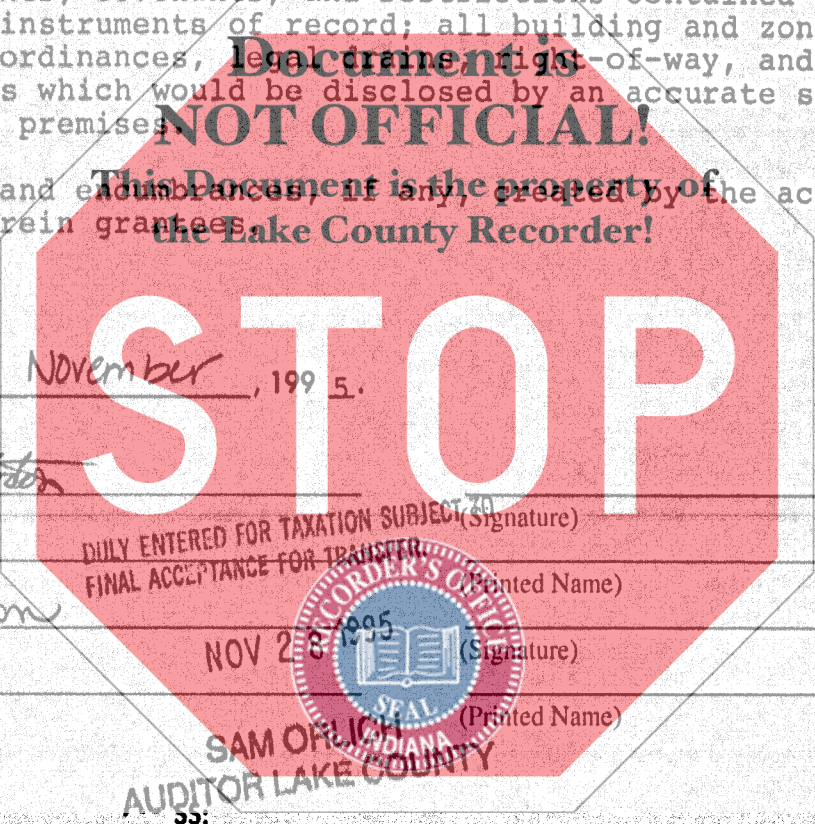 instruments of record; all building and zon
ordinances, legal drains, right-of-way, and
Document is
s which would be disclosed by an accurate s
premises.
NOT OFFICIAL!
This Document is the property of
and encumbrances, if any, created by the ac
the Lake County Recorder!
rein grantees.
STOP
November, 1995.
(Signature)
DULY ENTERED FOR TAXATION SUBJECT TO
FINAL ACCEPTANCE FOR TRANSFER.
(Printed Name)
RECORDER'S OFFICE
NOV 28 1995
(Signature)
SEAL
INDIANA
(Printed Name)
SAM ORLICH
AUDITOR LAKE COUNTY
SS: